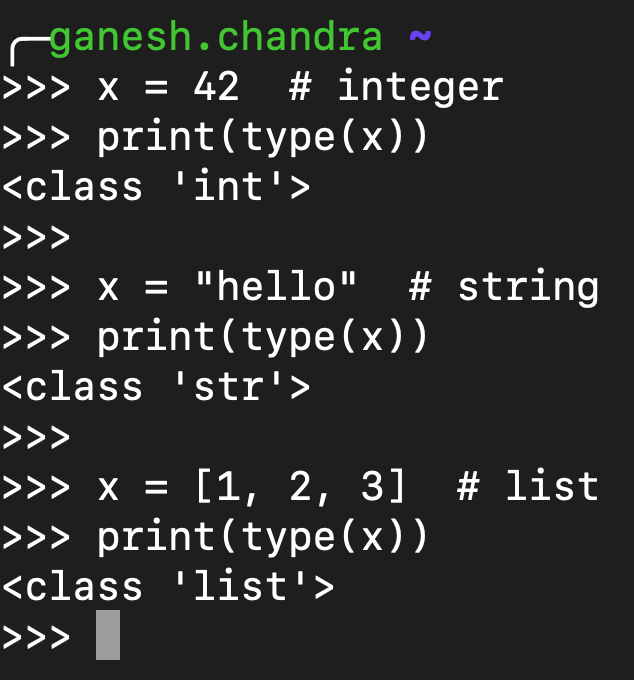 ganesh.chandra ~
>>> x = 42  # integer
>>> print(type(x))
<class 'int'>
>>>
>>> x = "hello"  # string
>>> print(type(x))
<class 'str'>
>>>
>>> x = [1, 2, 3]  # list
>>> print(type(x))
<class 'list'>
>>>